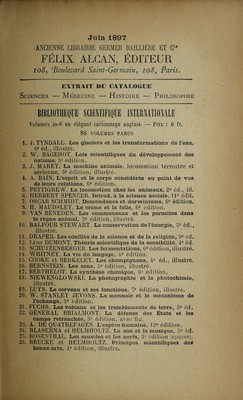 Juin 1897
ANCIENNE LIBRAIRIE GERMER BAILLIÈRE ET Cie
FÉLIX ALCAN, ÉDITEUR
108, Boulevard Saint-Germain, 108, Paris.
EXTRAIT DU CATALOGUE
SCIENCES — MÉDECINE — HISTOIRE — PHILOSOPHIE
BIBLIOTHÈQUE SCIENTIFIQUE INTERNATIONALE
Volumes in-8 en élégant cartonnage anglais. — Prix : 6 fr.
86 VOLUMES PARUS
1. J. TYNDALL. Les glaciers et les transformations de l'eau,
6e éd., illustré.
2. W. BAGEHOT. Lois scientifiques du développement des
nations, 5e édition.
3. J. MAREY. La machine animale, locomotion terrestre et
aérienne, 5e édition, illustré.
4. A. BAIN. L'esprit et le corps considérés au point de vue
de leurs relations, 6e édition.
5. PETTIGREW. La locomotion chez les animaux, 2e éd., ill.
6. HERBERT SPENCER. Introd. à la science sociale, 11e édit.
7. OSCAR SCHMIDT. Descendance et darwinisme, 6e édition.
8. H. MAUDSLEY. Le crime et la folie, 6e édition.
9. VAN BENEDEN. Les commensaux et les parasites dans
le règne animal, 3e édition, illustré.
10. BALFOUR STEWART. La conservation de l'énergie, 5e éd.,
illustré.
11. DRAPER. Les conflits de la science et de la religion, 9e éd.
12. LÉON DUMONT. Théorie scientifique de la sensibilité, 4e éd.
13. SCHUTZENBERGER. Les fermentations, 6e édition, illustré.
14. WHITNEY. La vie du langage, 3e édition.
15. COOKE et BERKELEY. Les champignons, 4e éd., illustré.
16. BERNSTEIN. Les sens, 5e édition, illustré.
17. BERTHELOT. La synthèse chimique, 8e édition.
18. NIEWENGLOWSKI. La photographie et la photochimie,
illustré.
19. LUYS. Le cerveau et ses fonctions, 7e édition, illustré.
20. W. STANLEY JEVONS. La monnaie et le mécanisme de
l'échange, 5e édition.
21. FUCHS. Les volcans et les tremblements de terre, 5e éd.
22. GÉNÉRAL BRIALMONT. La défense des États et les
camps retranchés, 3e édition, avec fig.
23. A. DE QUATREFAGES. L'espèce humaine, 12e édition.
24. BLASERNA et HELMHOLTZ. Le son et la musique, 5e éd.
25. ROSENTHAL. Les muscles et les nerfs, 3e édition (épuisé).
26. BRUCKE et HELMHOLTZ. Principes scientifiques des
beaux-arts, 4e édition, illustré.